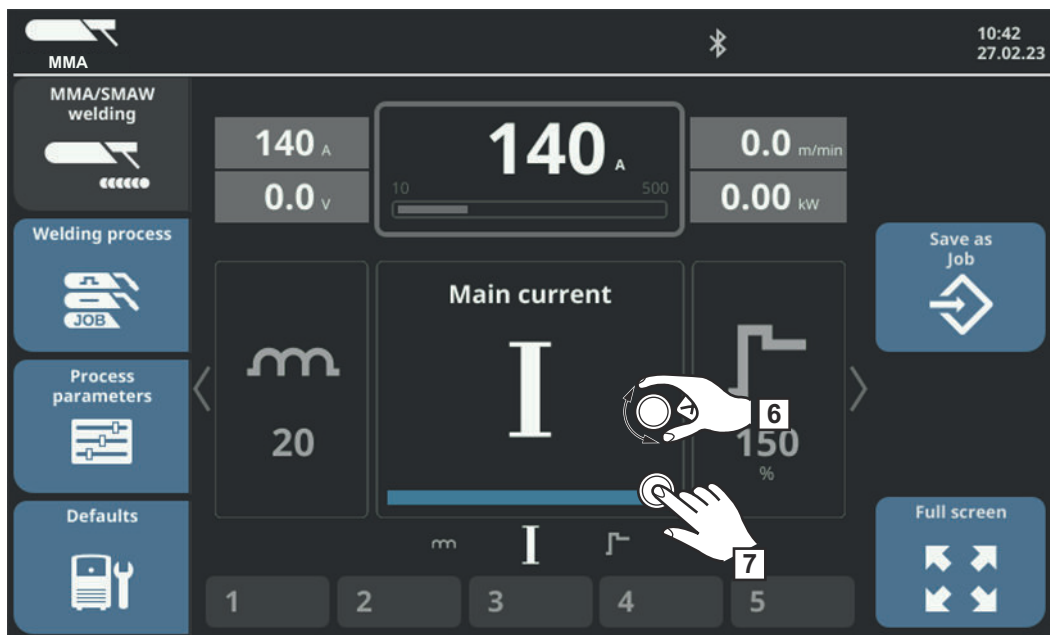 MMA
10:42
27.02.23
MMA/SMAW
welding
Welding process
JOB
Process
parameters
Defaults
140 A
0.0 V
140 A
10 500
0.0 m/min
0.00 kW
20
Main current
I
150
%
6
7
I
1 2 3 4 5
Save as
Job
Full screen